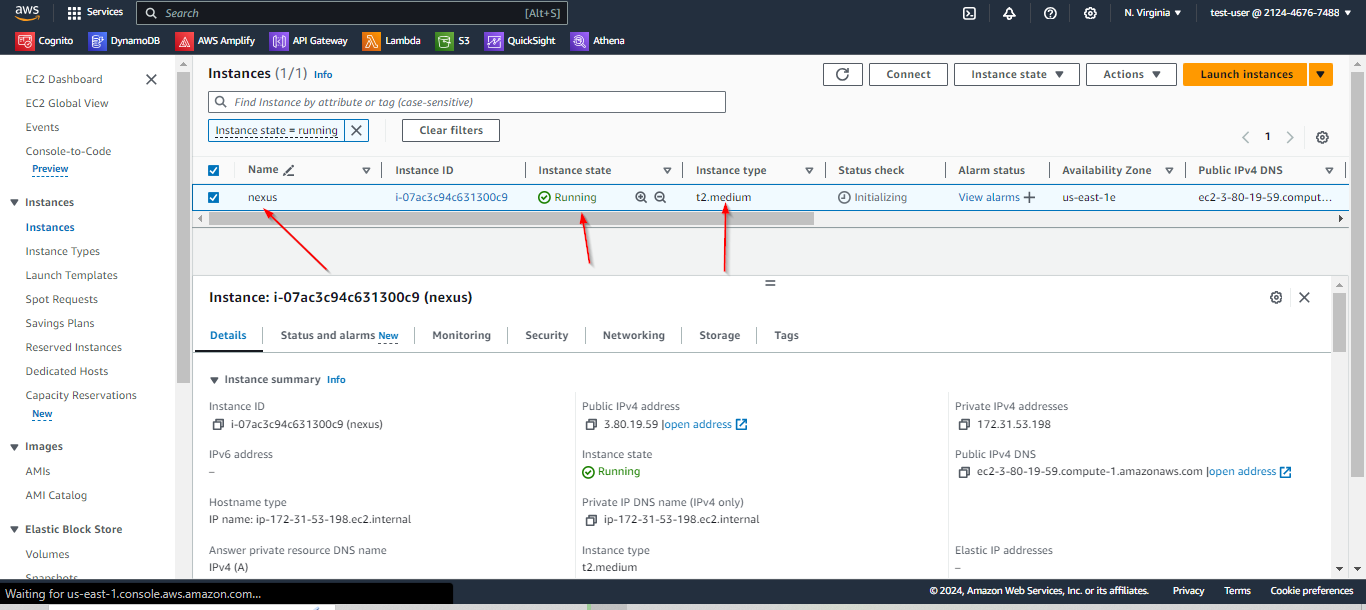 aws Services Search [Alt+S] N. Virginia test-user @ 2124-4676-7488
Cognito DynamoDB AWS Amplify API Gateway Lambda S3 QuickSight Athena
EC2 Dashboard
EC2 Global View
Events
Console-to-Code
Preview
Instances
Instances
Instance Types
Launch Templates
Spot Requests
Savings Plans
Reserved Instances
Dedicated Hosts
Capacity Reservations
New
Images
AMIs
AMI Catalog
Elastic Block Store
Volumes
Snapshots
Instances (1/1) Info Connect Instance state Actions Launch instances
Find Instance by attribute or tag (case-sensitive)
Instance state = running Clear filters
1
Name Instance ID Instance state Instance type Status check Alarm status Availability Zone Public IPv4 DNS
nexus i-07ac3c94c631300c9 Running t2.medium Initializing View alarms us-east-1e ec2-3-80-19-59.comput...
Instance: i-07ac3c94c631300c9 (nexus)
Details Status and alarms New Monitoring Security Networking Storage Tags
Instance summary Info
Instance ID Public IPv4 address Private IPv4 addresses
i-07ac3c94c631300c9 (nexus) 3.80.19.59 |open address 172.31.53.198
IPv6 address Instance state Public IPv4 DNS
– Running ec2-3-80-19-59.compute-1.amazonaws.com |open address
Hostname type Private IP DNS name (IPv4 only)
IP name: ip-172-31-53-198.ec2.internal ip-172-31-53-198.ec2.internal
Answer private resource DNS name Instance type Elastic IP addresses
IPv4 (A) t2.medium –
Waiting for us-east-1.console.aws.amazon.com... © 2024, Amazon Web Services, Inc. or its affiliates. Privacy Terms Cookie preferences